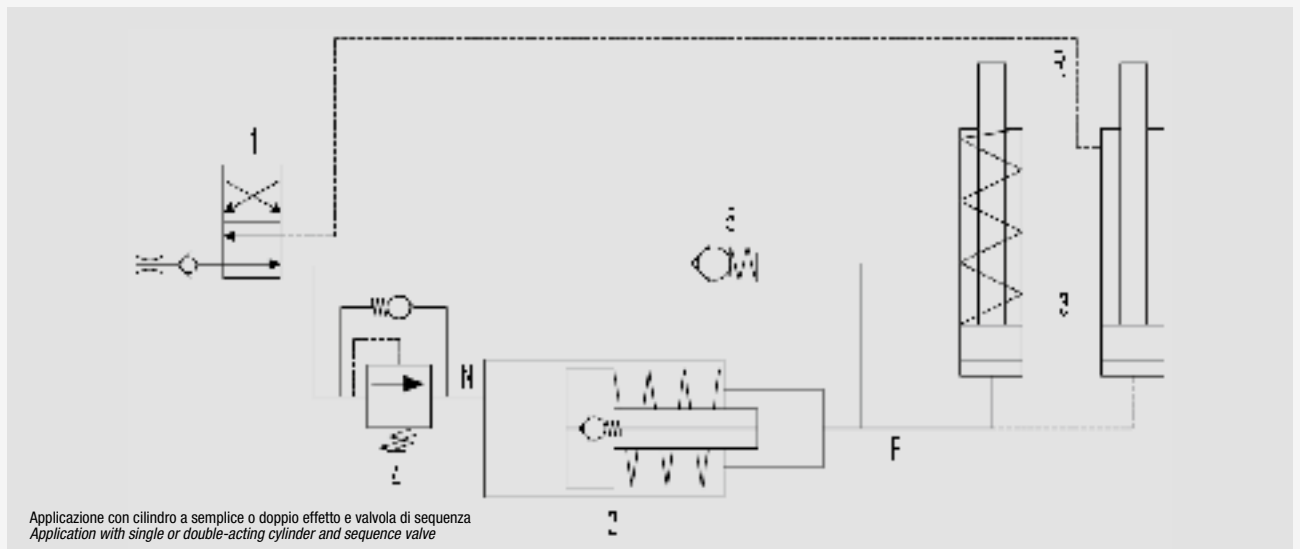 1
3
N
F
2
Applicazione con cilindro a semplice o doppio effetto e valvola di sequenza
Application with single or double-acting cylinder and sequence valve